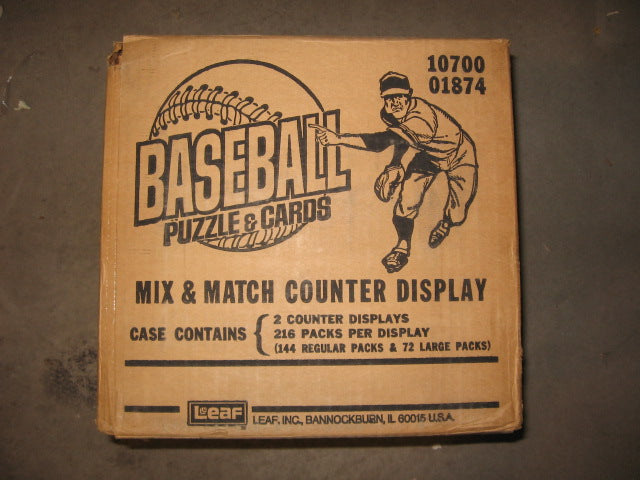 10700
01874
BASEBALL
PUZZLE & CARDS
MIX & MATCH COUNTER DISPLAY
CASE CONTAINS { 2 COUNTER DISPLAYS
216 PACKS PER DISPLAY
(144 REGULAR PACKS & 72 LARGE PACKS)
Leaf LEAF, INC., BANNOCKBURN, IL 60015 U.S.A.